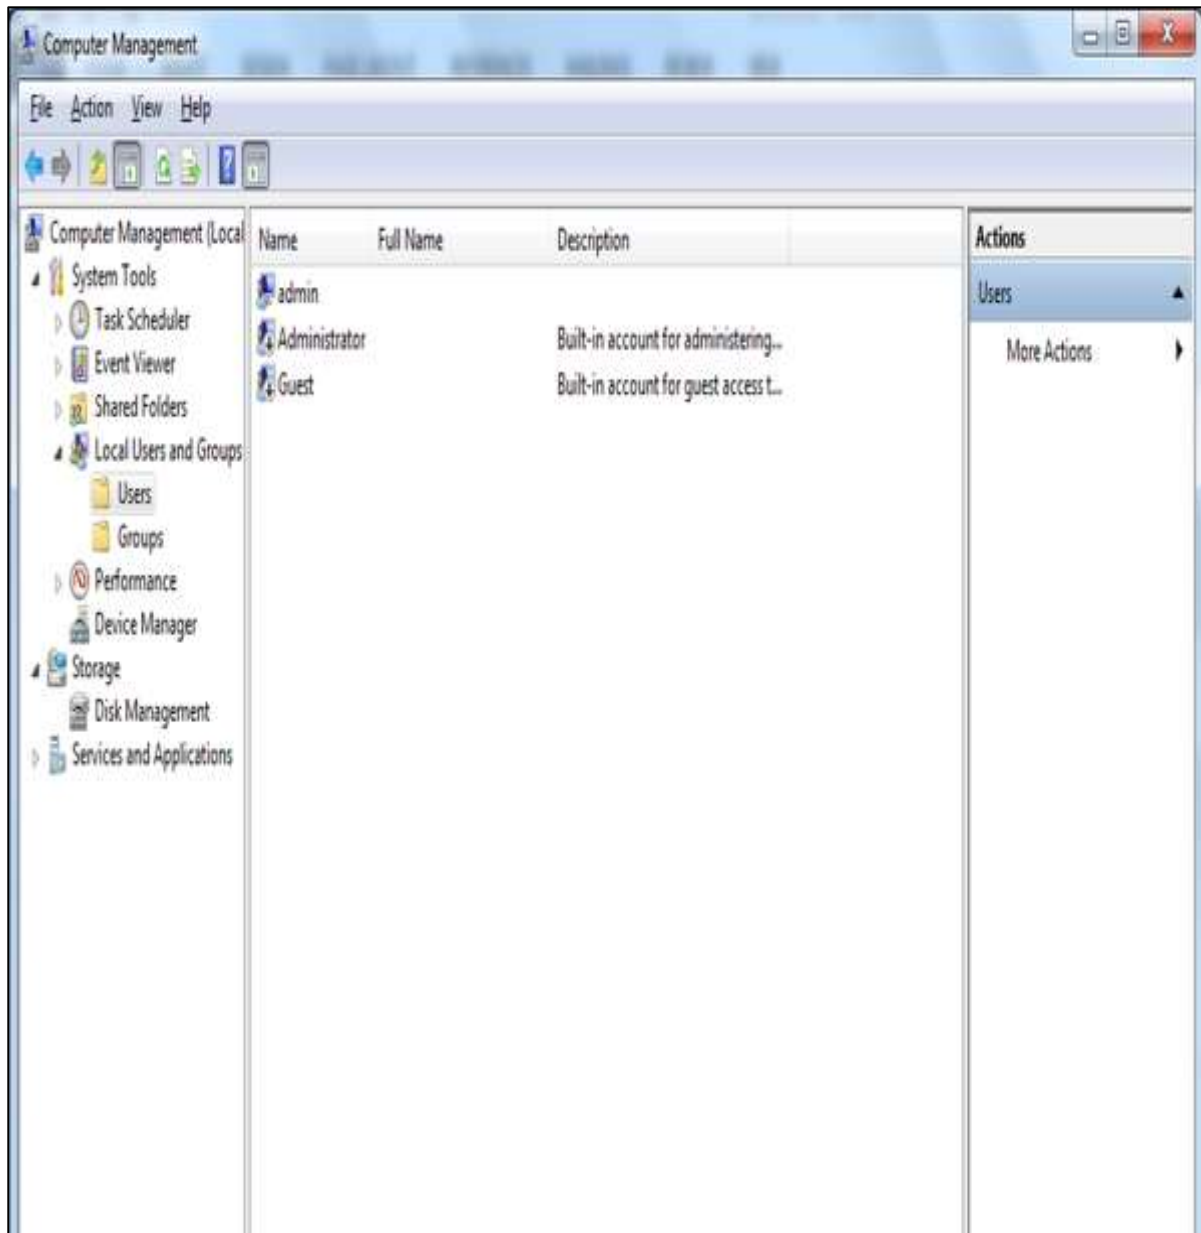 Computer Management
File Action View Help
Computer Management (Local
System Tools
Task Scheduler
Event Viewer
Shared Folders
Local Users and Groups
Users
Groups
Performance
Device Manager
Storage
Disk Management
Services and Applications
Name Full Name Description
admin
Administrator Built-in account for administering...
Guest Built-in account for guest access t...
Actions
Users
More Actions